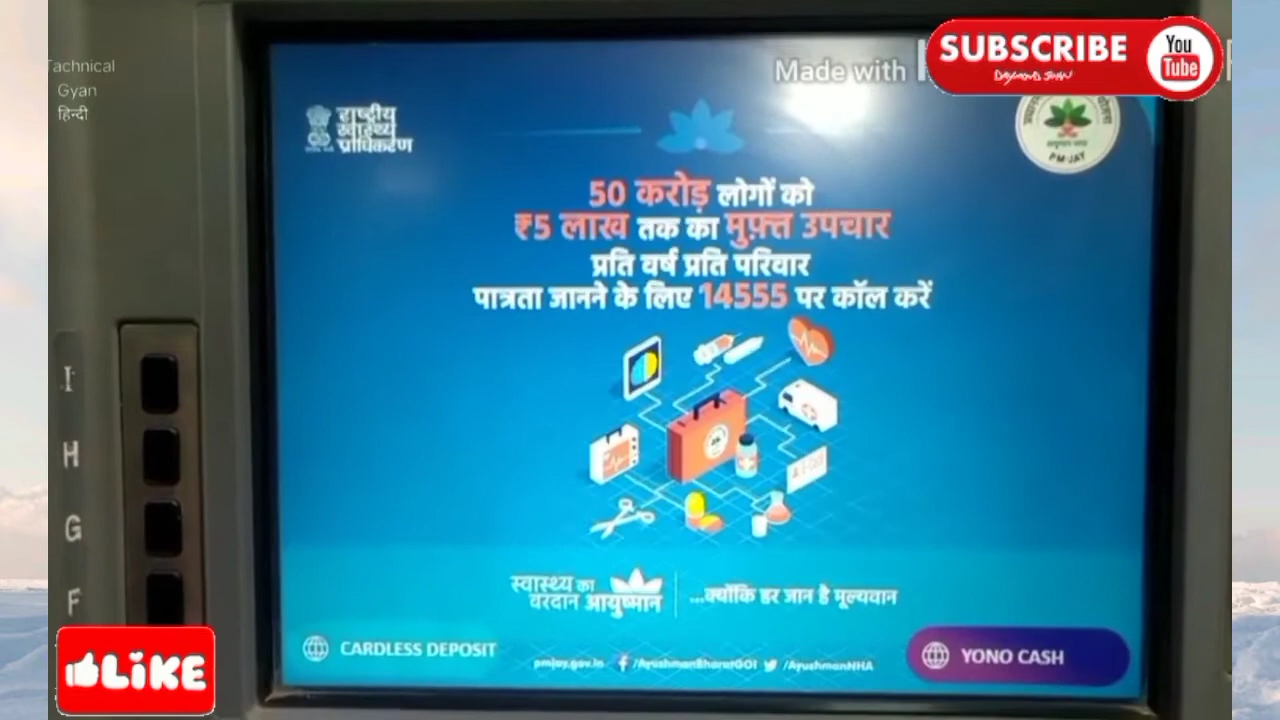 Tachnical
Gyan
हिन्दी
Made with
SUBSCRIBE
You
Tube
राष्ट्रीय
स्वास्थ्य
प्राधिकरण
PM-JAY
50 करोड़ लोगों को
₹5 लाख तक का मुफ़्त उपचार
प्रति वर्ष प्रति परिवार
पात्रता जानने के लिए 14555 पर कॉल करें
I
H
G
F
स्वास्थ्य का
वरदान आयुष्मान
...क्योंकि हर जान है मूल्यवान
LIKE
CARDLESS DEPOSIT
pmjay.gov.in /AyushmanBharatGOI /AyushmanNHA
YONO CASH